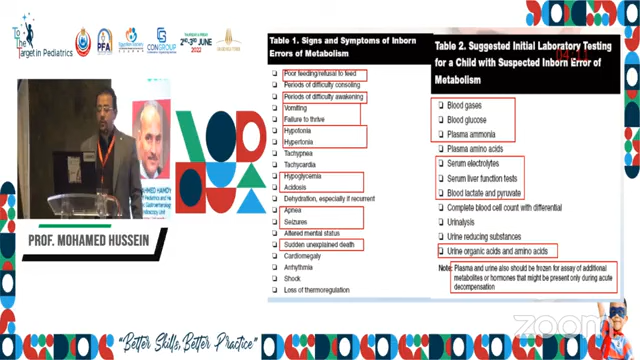 To
The
Target in Pediatrics
PFA
CONGROUP
2nd-3rd JUNE
2022
Table 1. Signs and Symptoms of Inborn
Errors of Metabolism
Poor feeding/refusal to feed
Periods of difficulty consoling
Periods of difficulty awakening
Vomiting
Failure to thrive
Hypotonia
Hypertonia
Tachypnea
Tachycardia
Hypoglycemia
Acidosis
Dehydration, especially if recurrent
Apnea
Seizures
Altered mental status
Sudden unexplained death
Cardiomegaly
Arrhythmia
Shock
Loss of thermoregulation
Table 2. Suggested Initial Laboratory Testing
for a Child with Suspected Inborn Error of
Metabolism
04:11
Blood gases
Blood glucose
Plasma ammonia
Plasma amino acids
Serum electrolytes
Serum liver function tests
Blood lactate and pyruvate
Complete blood cell count with differential
Urinalysis
Urine reducing substances
Urine organic acids and amino acids
Note: Plasma and urine also should be frozen for assay of additional
metabolites or hormones that might be present only during acute
decompensation
PROF. MOHAMED HUSSEIN
"Better Skills, Better Practice"
zoom